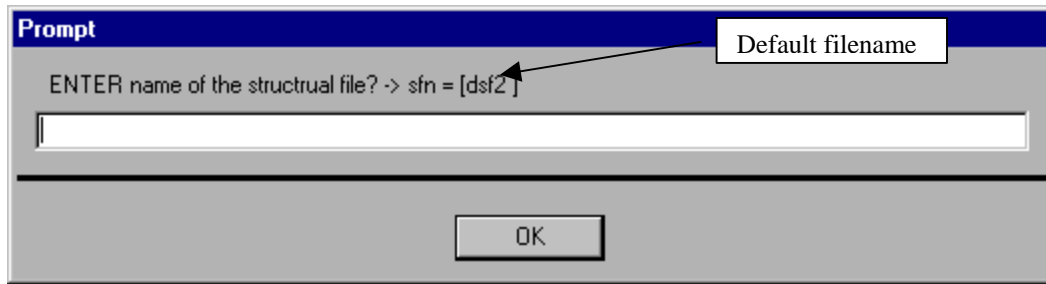 Prompt
Default filename
ENTER name of the structrual file? -> sfn = [dsf2 ]
OK